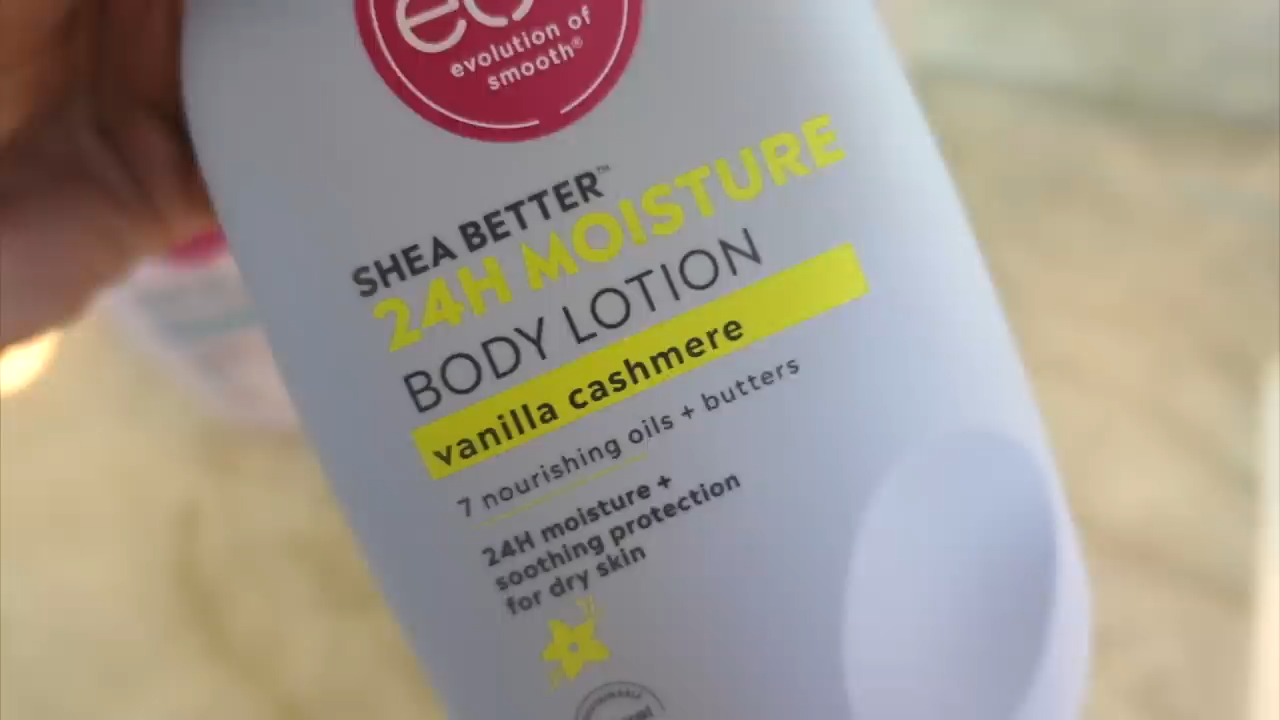 evolution of
smooth®
SHEA BETTER™
24H MOISTURE
BODY LOTION
vanilla cashmere
7 nourishing oils + butters
24H moisture +
soothing protection
for dry skin